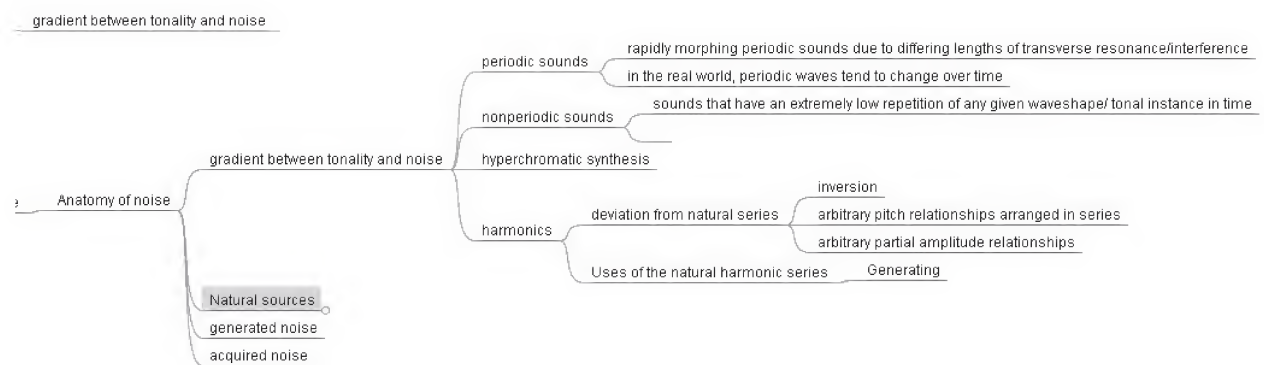 gradient between tonality and noise
rapidly morphing periodic sounds due to differing lengths of transverse resonance/interference
periodic sounds
in the real world, periodic waves tend to change over time
sounds that have an extremely low repetition of any given waveshape/ tonal instance in time
nonperiodic sounds
gradient between tonality and noise
hyperchromatic synthesis
Anatomy of noise
inversion
deviation from natural series
arbitrary pitch relationships arranged in series
harmonics
arbitrary partial amplitude relationships
Uses of the natural harmonic series
Generating
Natural sources
generated noise
acquired noise